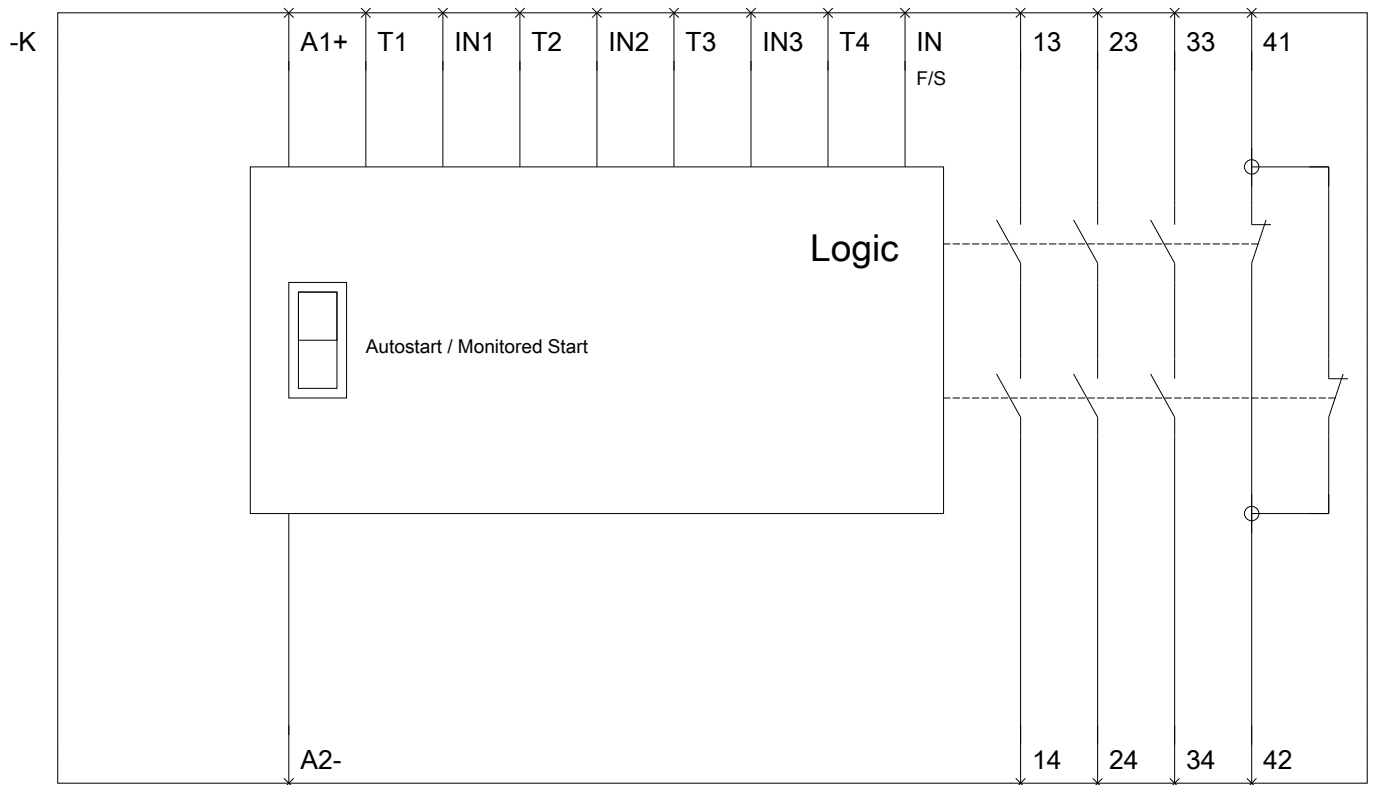 -K A1+ T1 IN1 T2 IN2 T3 IN3 T4 IN 13 23 33 41
F/S
Logic
Autostart / Monitored Start
A2- 14 24 34 42